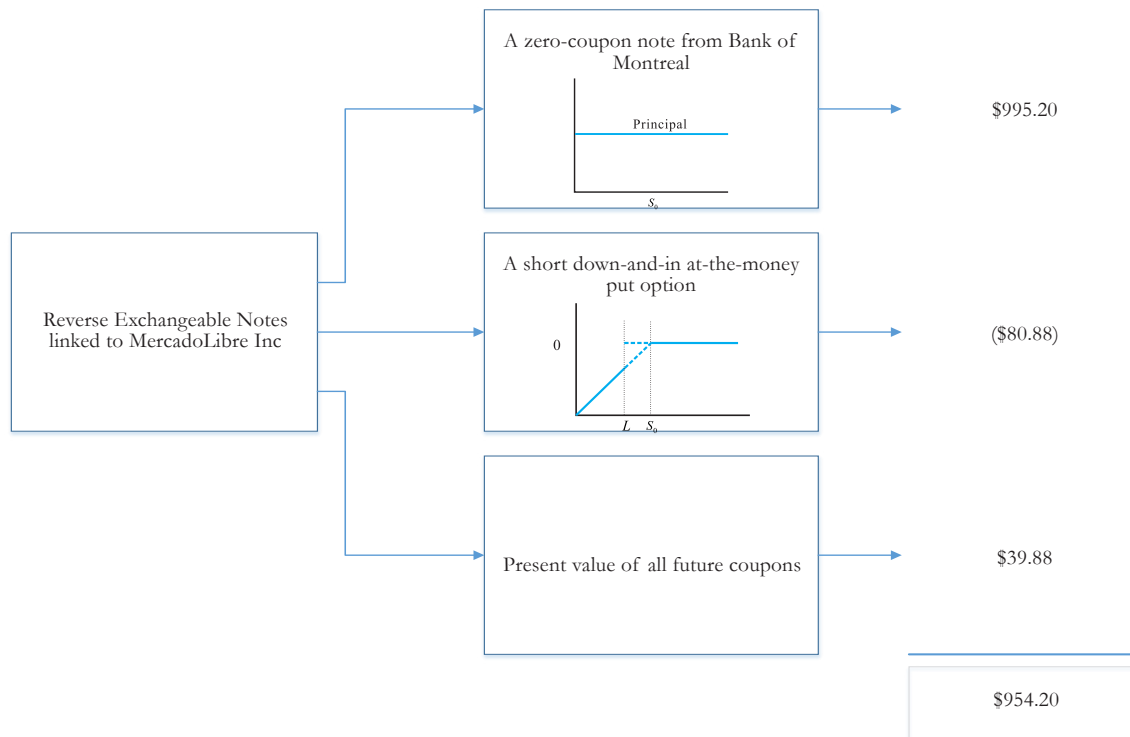 A zero-coupon note from Bank of
Montreal
Principal
S₀
$995.20
Reverse Exchangeable Notes
linked to MercadoLibre Inc
A short down-and-in at-the-money
put option
0
L S₀
($80.88)
Present value of all future coupons
$39.88
$954.20